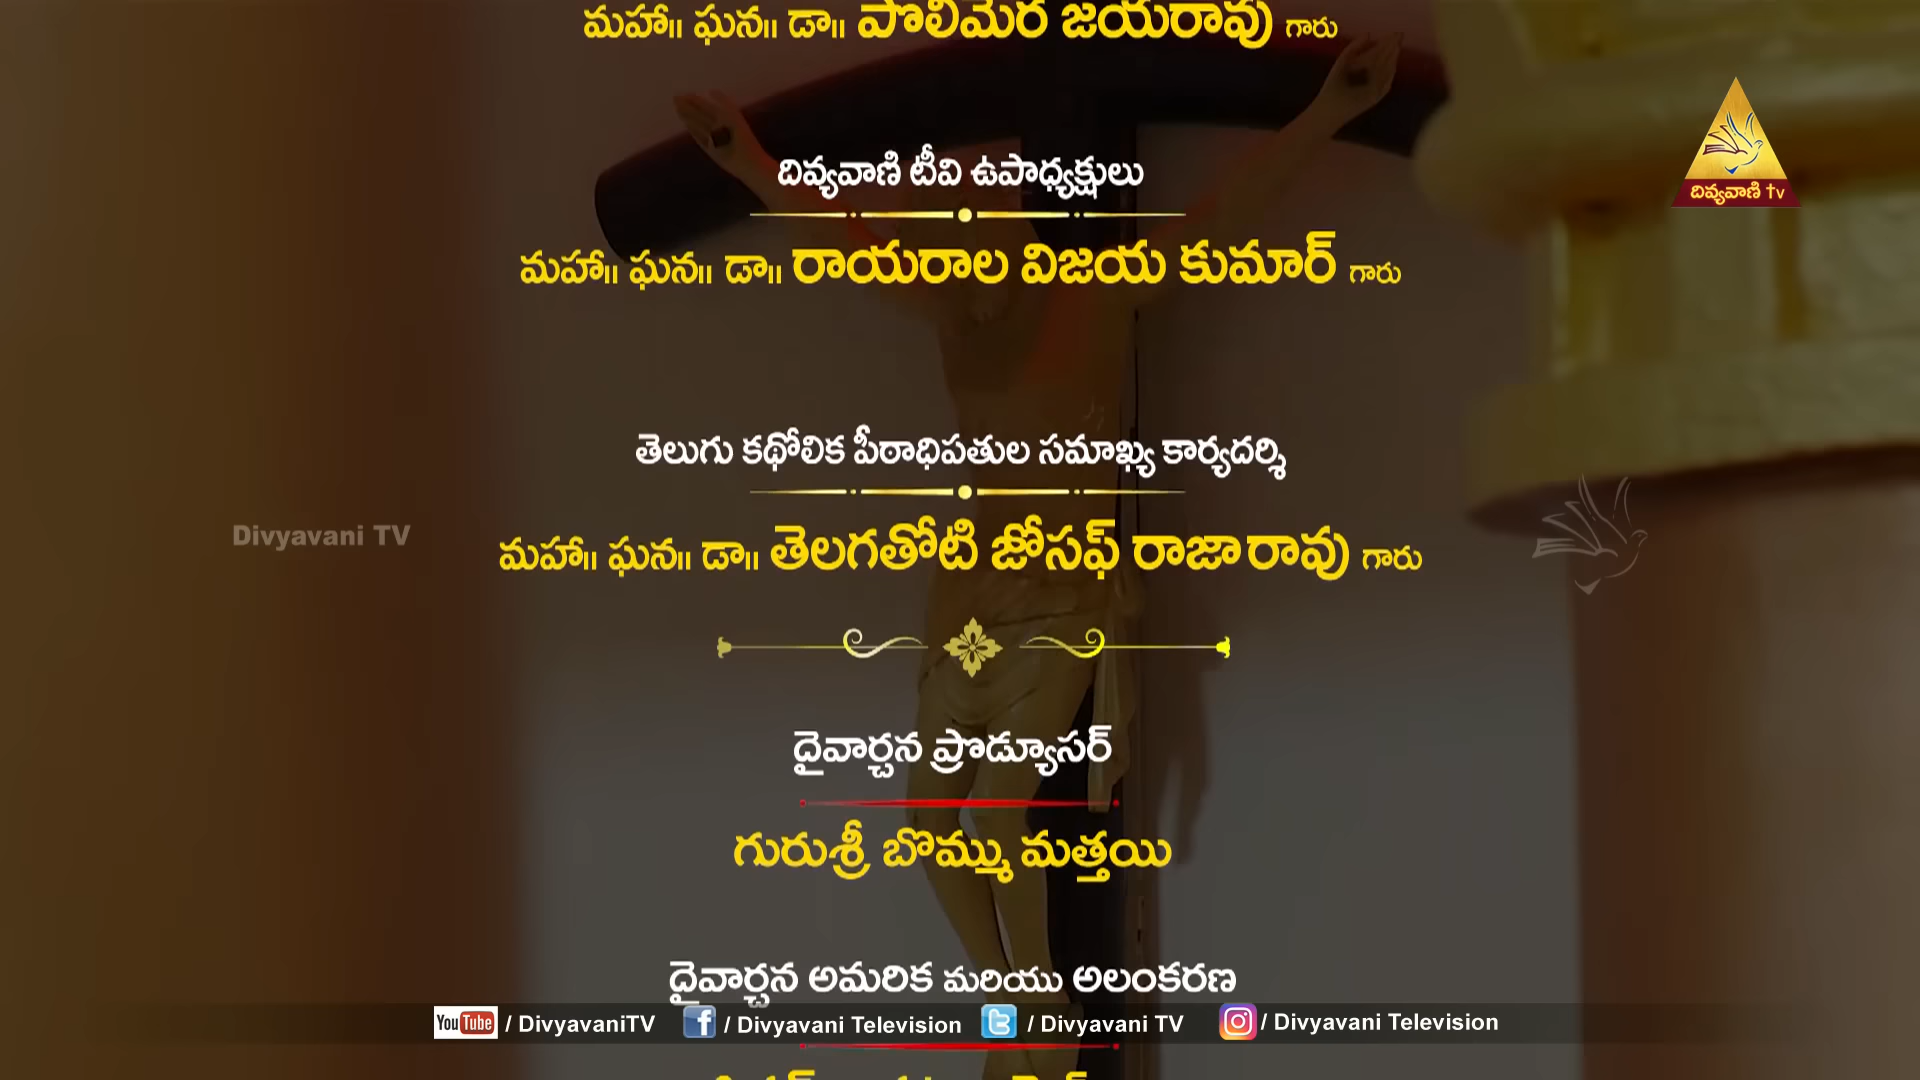 మహా॥ ఘన॥ డా॥ పొలిమేర జయరావు గారు
దివ్యవాణి టీవి ఉపాధ్యక్షులు
దివ్యవాణి tv
మహా॥ ఘన॥ డా॥ రాయరాల విజయ కుమార్ గారు
తెలుగు కథోలిక పీఠాధిపతుల సమాఖ్య కార్యదర్శి
Divyavani TV
మహా॥ ఘన॥ డా॥ తెలగతోటి జోసఫ్ రాజారావు గారు
దైవార్చన ప్రొడ్యూసర్
గురుశ్రీ బొమ్ము మత్తయి
దైవార్చన అమరిక మరియు అలంకరణ
YouTube / DivyavaniTV / Divyavani Television / Divyavani TV / Divyavani Television